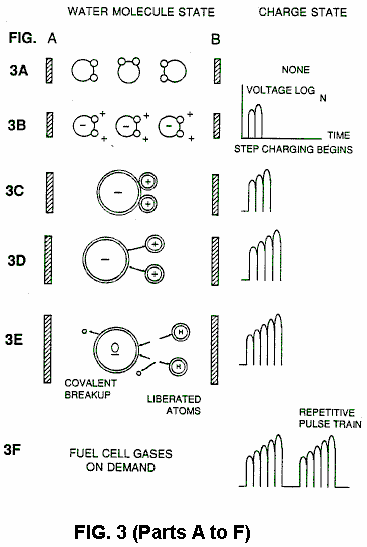 WATER MOLECULE STATE CHARGE STATE
FIG. A B
3A NONE
VOLTAGE LOG
N
3B + + +
- - -
+ + +
TIME
STEP CHARGING BEGINS
3C - + +
3D - + +
3E O H
H
COVALENT
BREAKUP
LIBERATED
ATOMS
REPETITIVE
PULSE TRAIN
3F FUEL CELL GASES
ON DEMAND
FIG. 3 (Parts A to F)